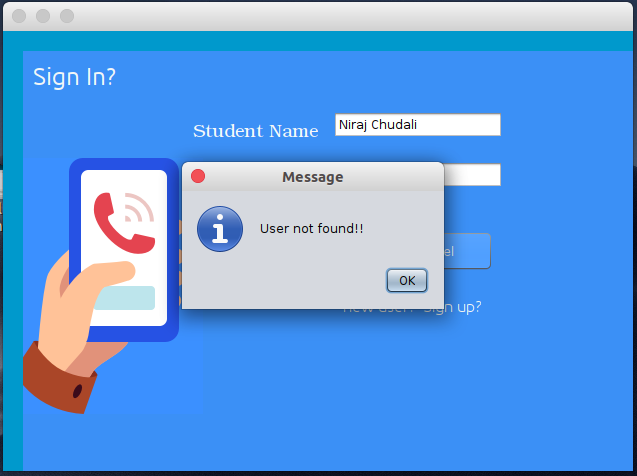 Sign In?
Student Name
Niraj Chudali
Message
User not found!!
el
OK
new user? Sign up?